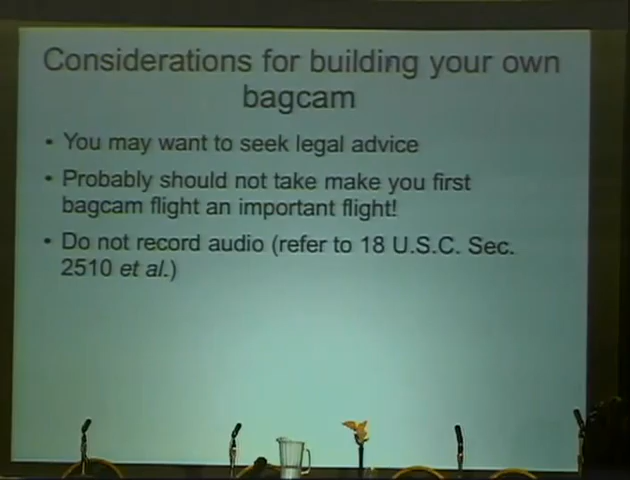 Considerations for building your own
bagcam
• You may want to seek legal advice
• Probably should not take make you first
bagcam flight an important flight!
• Do not record audio (refer to 18 U.S.C. Sec.
2510 et al.)